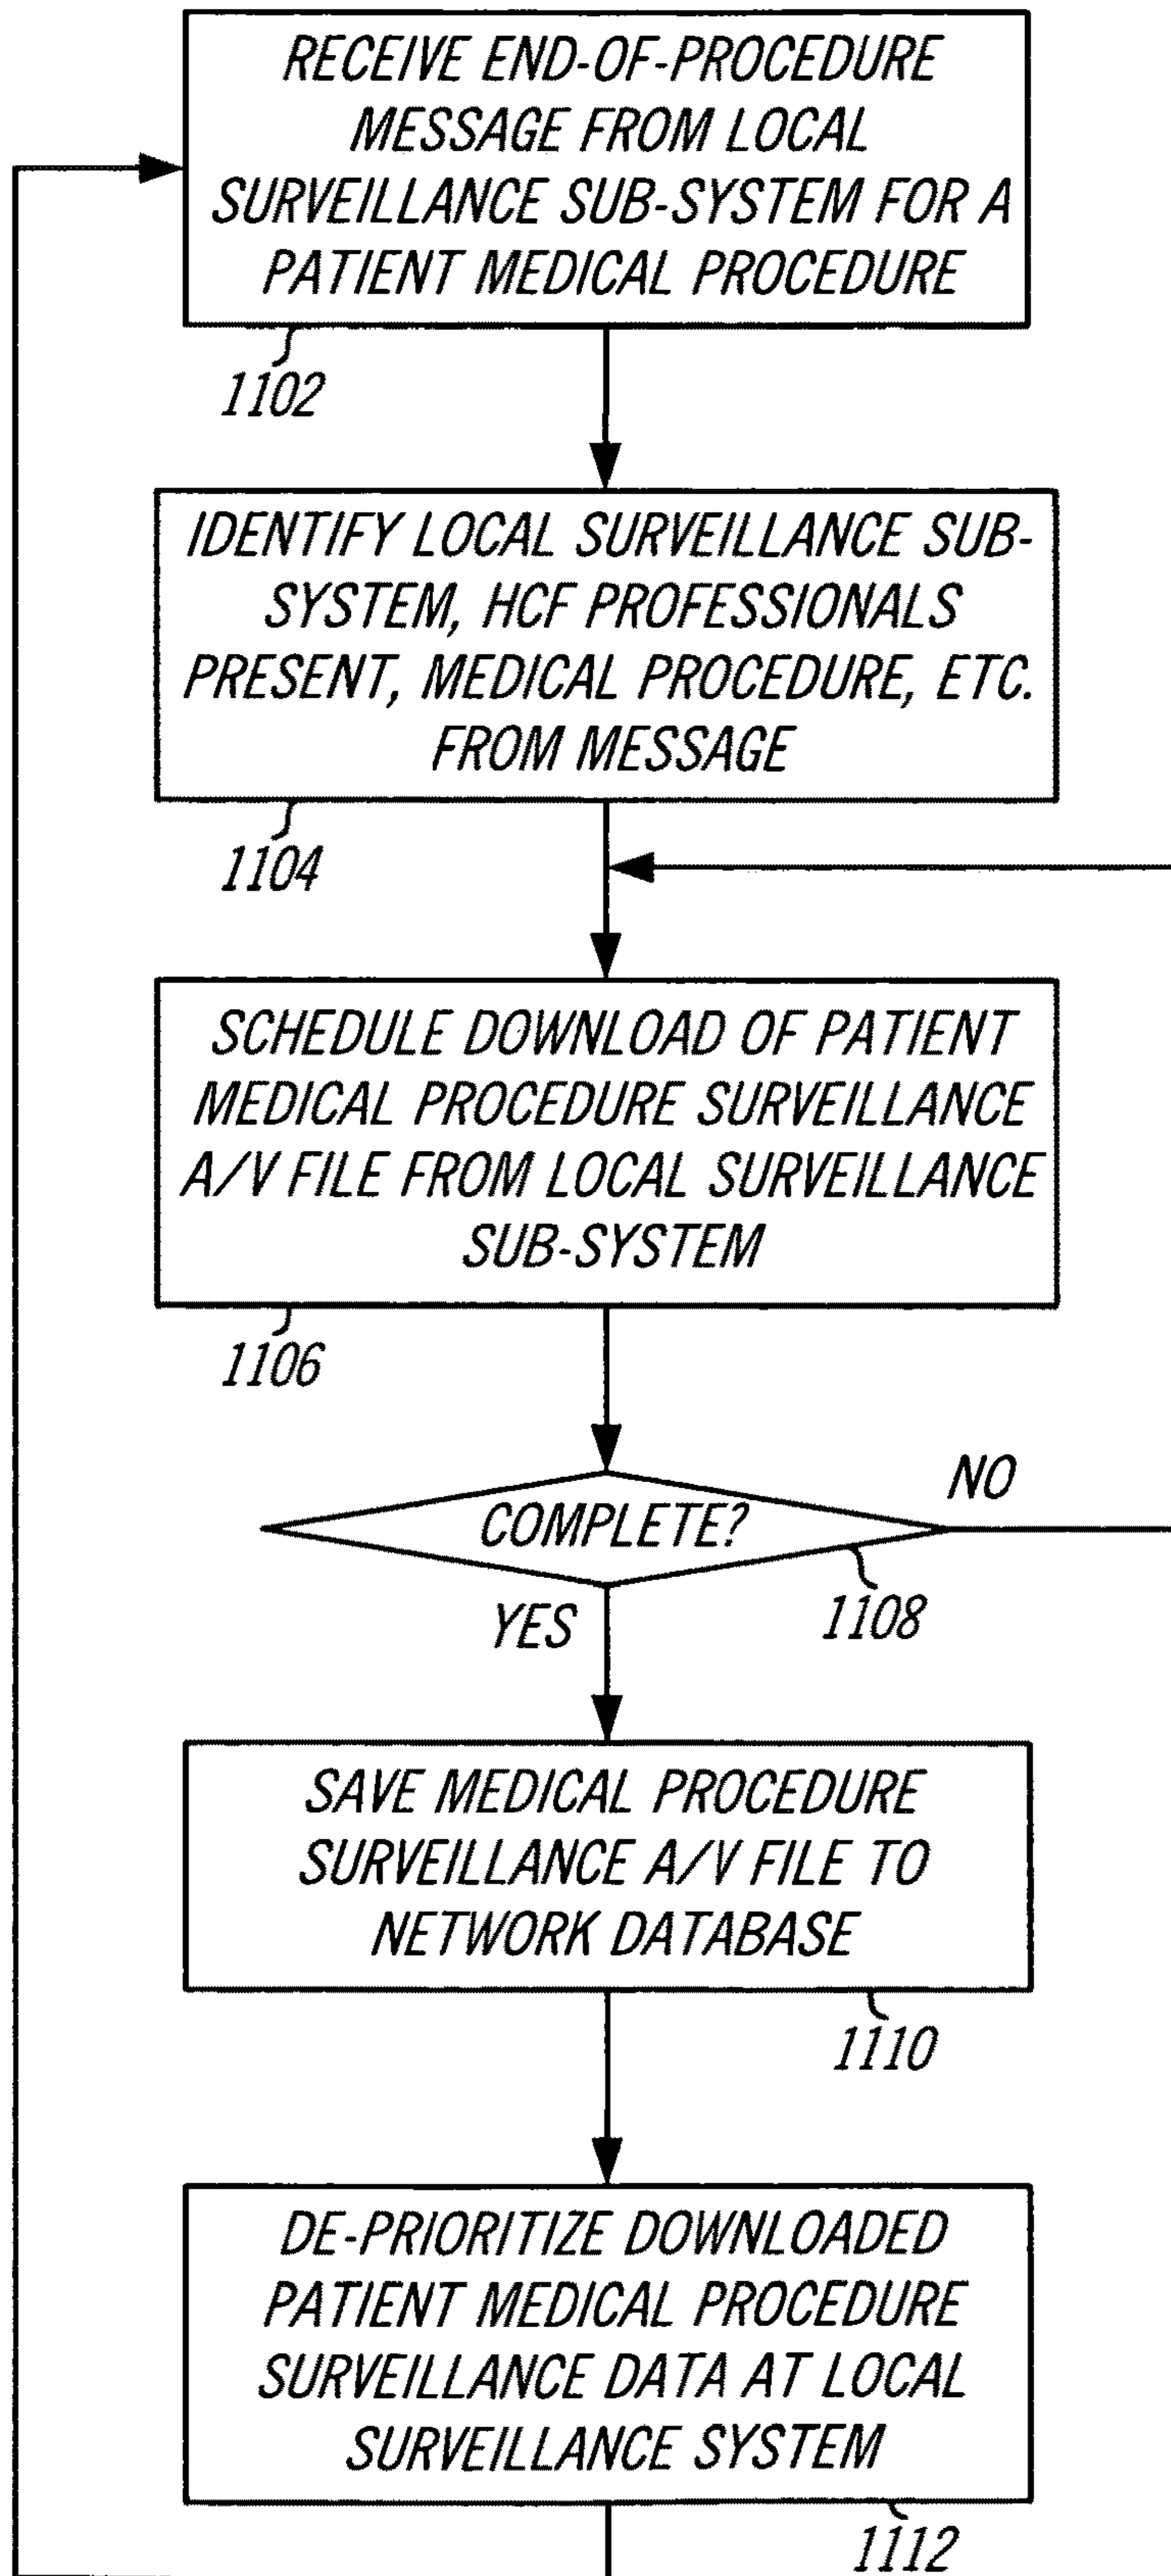 RECEIVE END-OF-PROCEDURE
MESSAGE FROM LOCAL
SURVEILLANCE SUB-SYSTEM FOR A
PATIENT MEDICAL PROCEDURE
1102
IDENTIFY LOCAL SURVEILLANCE SUB-
SYSTEM, HCF PROFESSIONALS
PRESENT, MEDICAL PROCEDURE, ETC.
FROM MESSAGE
1104
SCHEDULE DOWNLOAD OF PATIENT
MEDICAL PROCEDURE SURVEILLANCE
A/V FILE FROM LOCAL SURVEILLANCE
SUB-SYSTEM
1106
COMPLETE?
NO
1108
YES
SAVE MEDICAL PROCEDURE
SURVEILLANCE A/V FILE TO
NETWORK DATABASE
1110
DE-PRIORITIZE DOWNLOADED
PATIENT MEDICAL PROCEDURE
SURVEILLANCE DATA AT LOCAL
SURVEILLANCE SYSTEM
1112